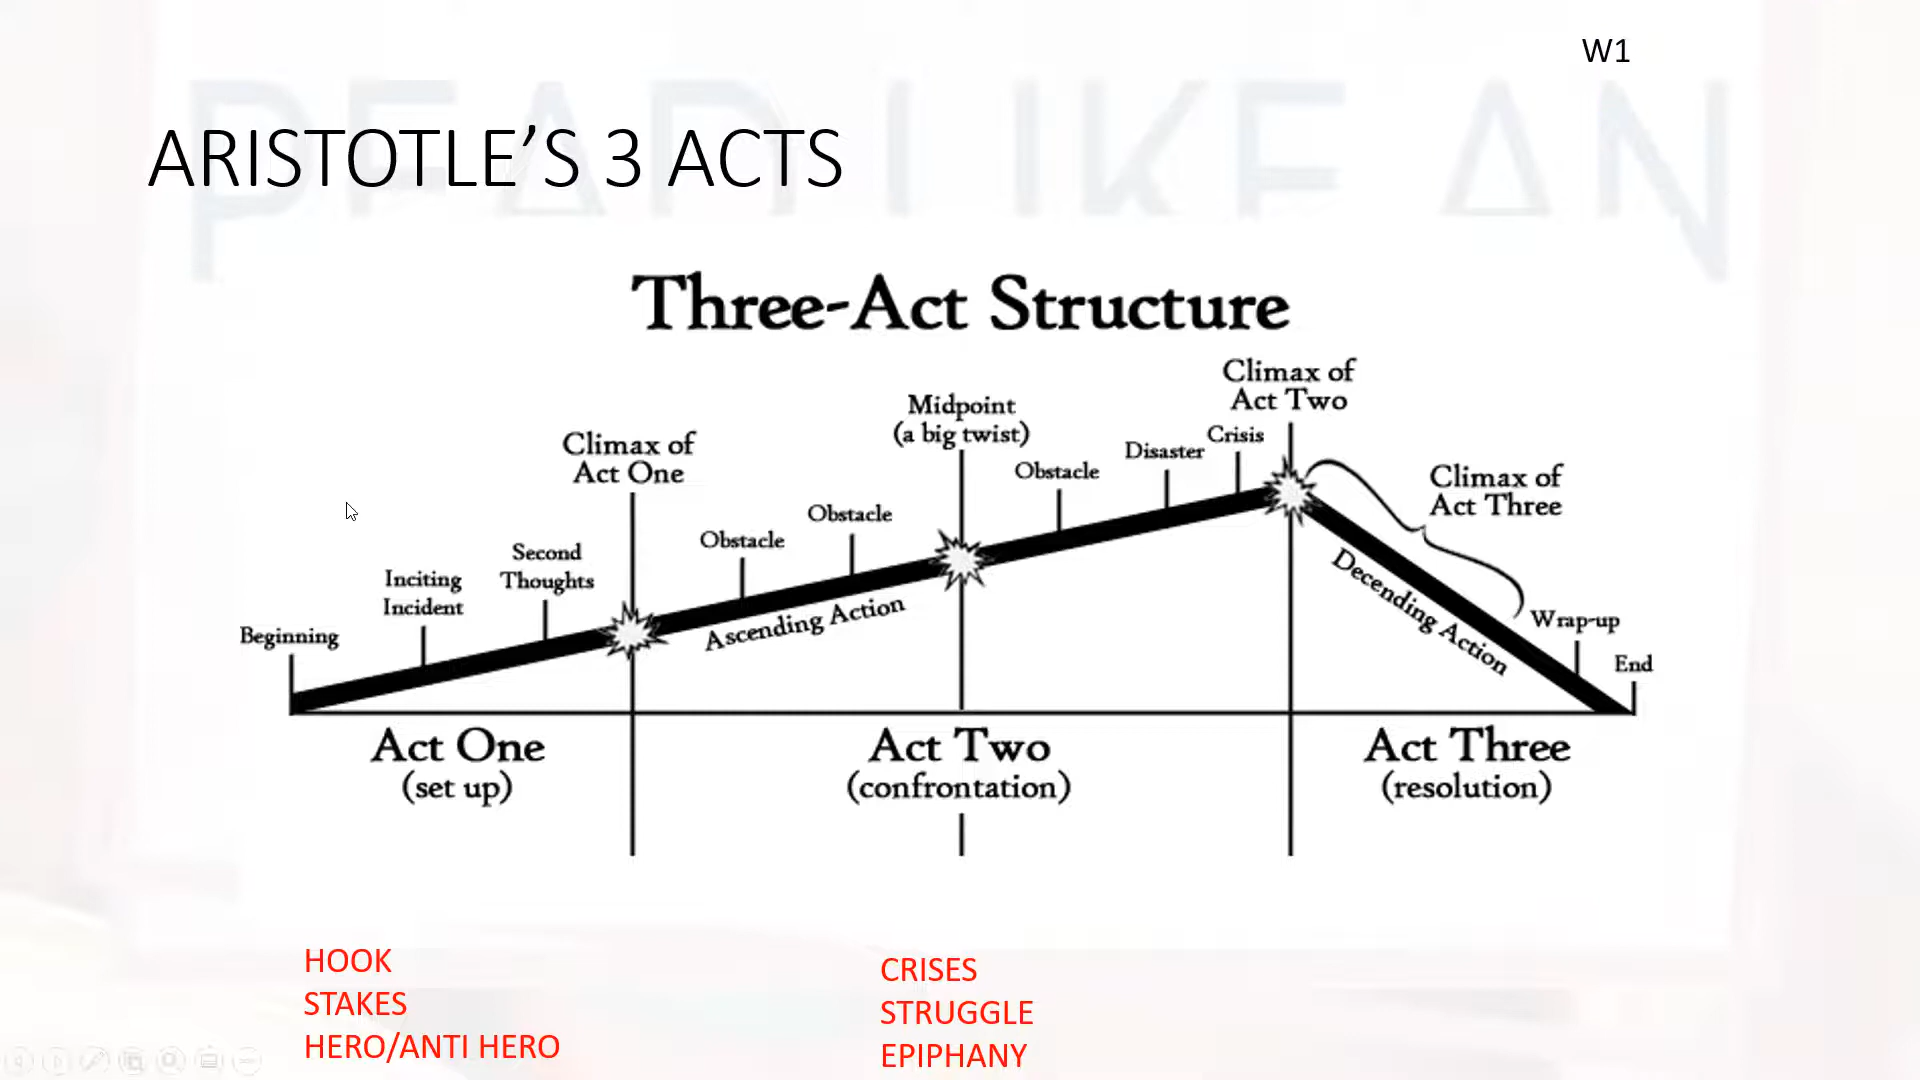 W1
ARISTOTLE'S 3 ACTS
Three-Act Structure
Beginning
Inciting
Incident
Second
Thoughts
Climax of
Act One
Obstacle
Obstacle
Ascending Action
Midpoint
(a big twist)
Obstacle
Disaster
Crisis
Climax of
Act Two
Climax of
Act Three
Decending Action
Wrap-up
End
Act One
(set up)
Act Two
(confrontation)
Act Three
(resolution)
HOOK
STAKES
HERO/ANTI HERO
CRISES
STRUGGLE
EPIPHANY